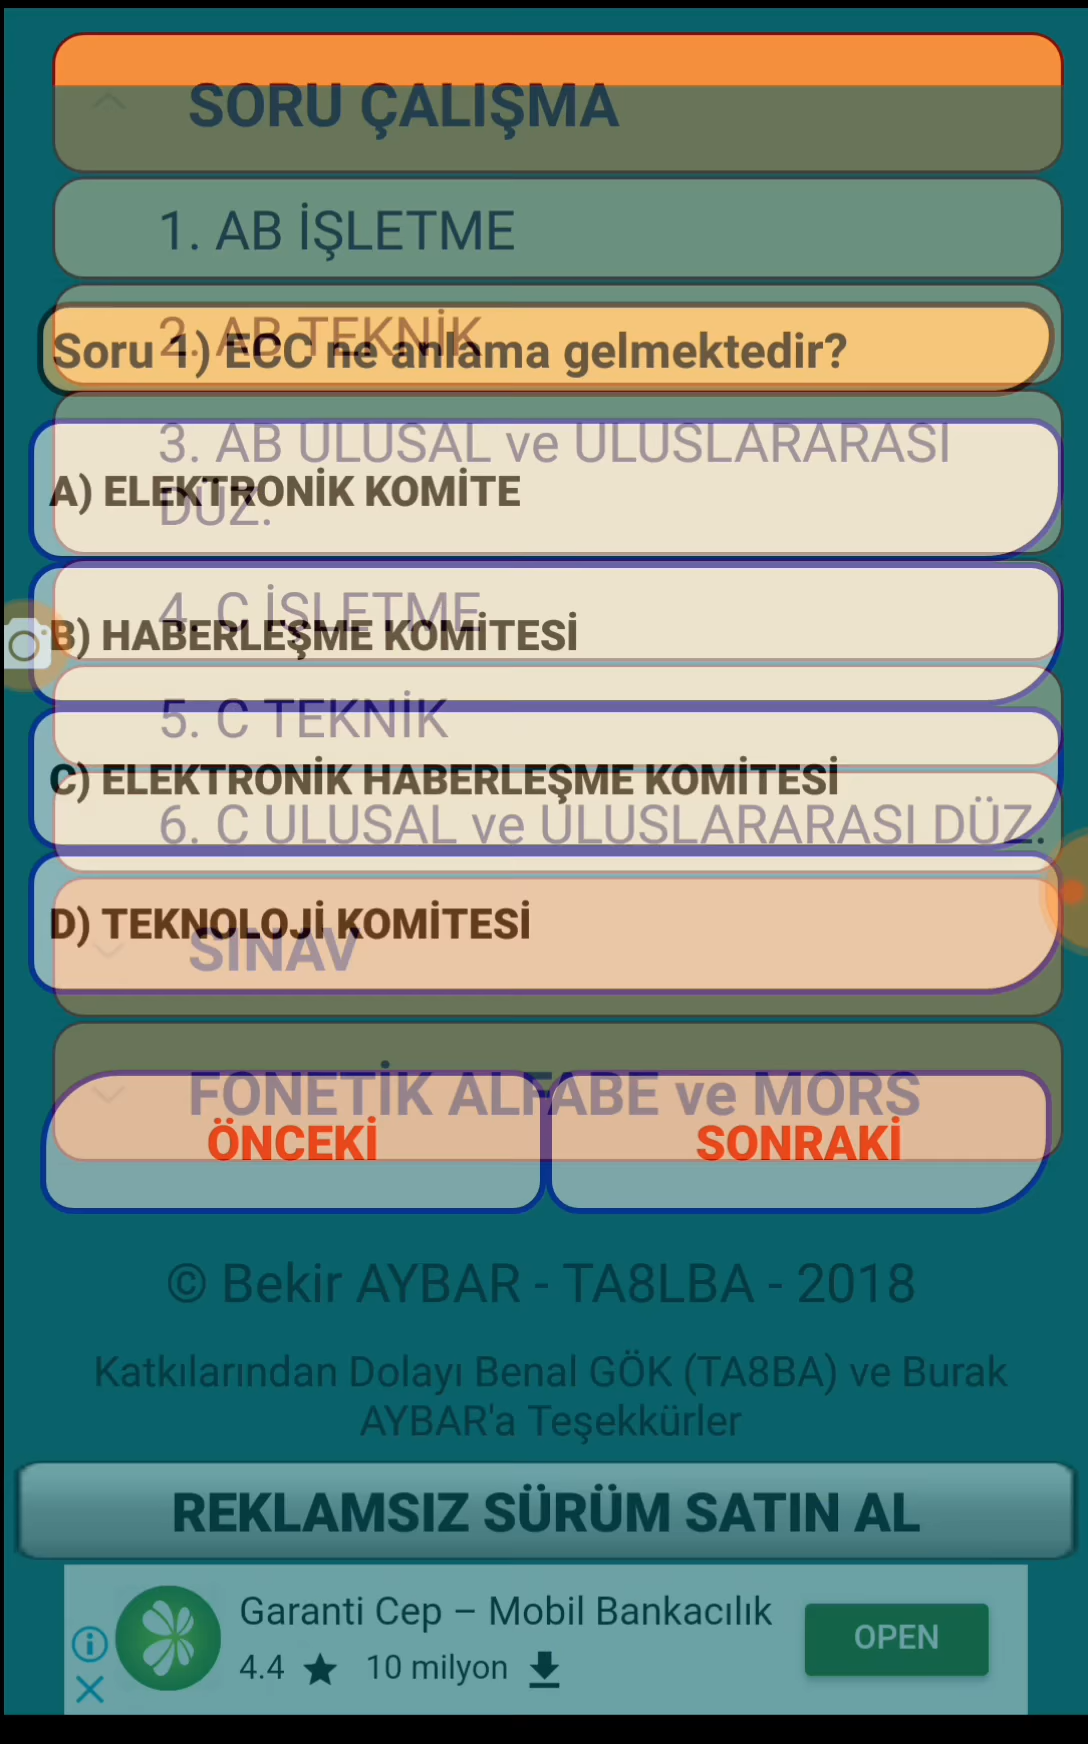 SORU ÇALIŞMA
1. AB İŞLETME
2. AB TEKNİK
Soru 1) ECC ne anlama gelmektedir?
3. AB ULUSAL ve ULUSLARARASI
A) ELEKTRONİK KOMİTE
DÜZ.
4. C İŞLETME
B) HABERLEŞME KOMİTESİ
5. C TEKNİK
C) ELEKTRONİK HABERLEŞME KOMİTESİ
6. C ULUSAL ve ULUSLARARASI DÜZ.
D) TEKNOLOJİ KOMİTESİ
SINAV
FONETİK ALFABE ve MORS
ÖNCEKİ SONRAKİ
© Bekir AYBAR - TA8LBA - 2018
Katkılarından Dolayı Benal GÖK (TA8BA) ve Burak
AYBAR'a Teşekkürler
REKLAMSIZ SÜRÜM SATIN AL
Garanti Cep – Mobil Bankacılık
4.4 ★ 10 milyon
OPEN